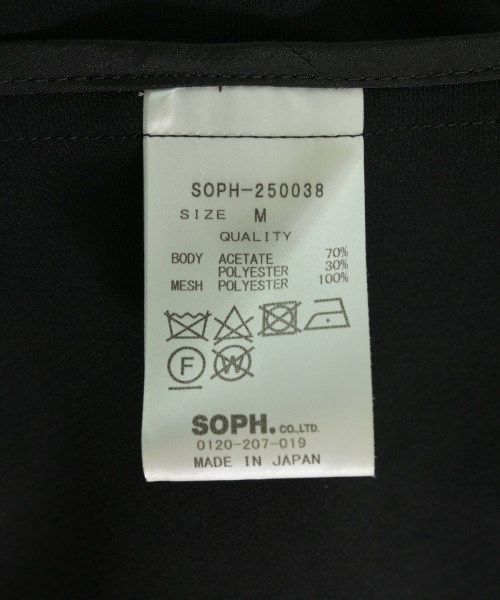 SOPH-250038
SIZE M
QUALITY
BODY ACETATE 70%
POLYESTER 30%
MESH POLYESTER 100%
F W
SOPH. CO.,LTD.
0120-207-019
MADE IN JAPAN